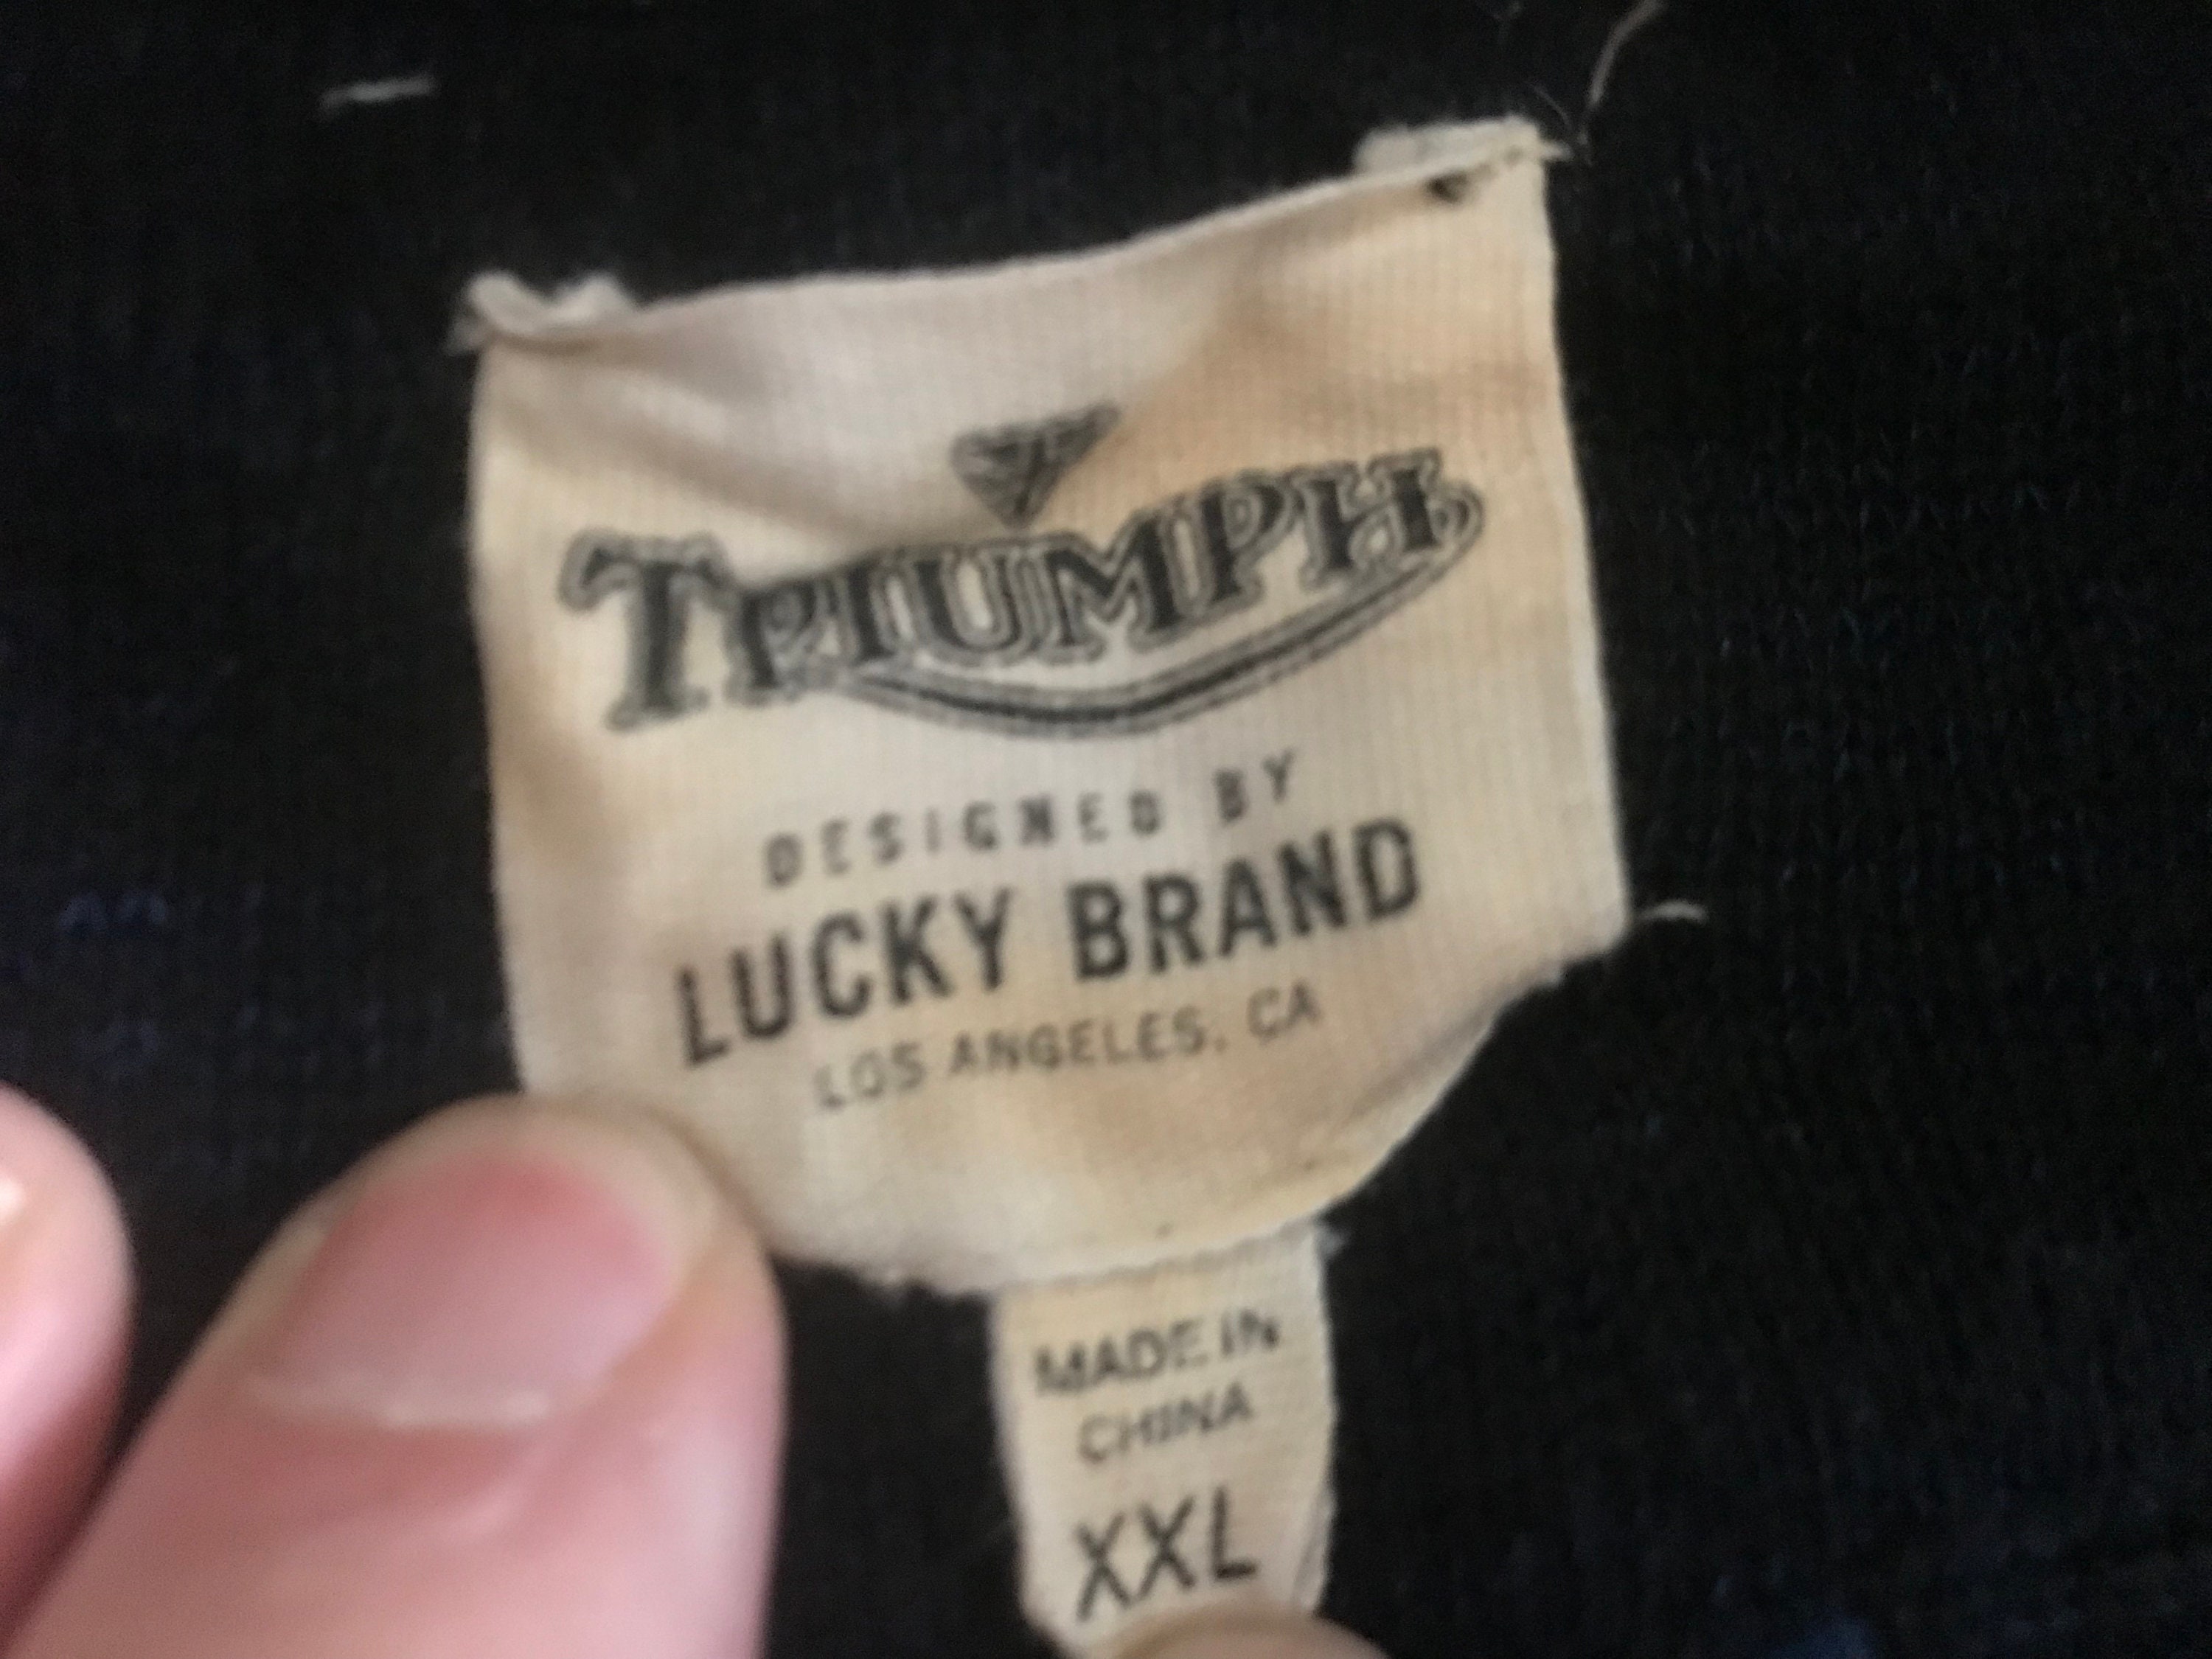 TRIUMPH
DESIGNED BY
LUCKY BRAND
LOS ANGELES, CA
MADE IN
CHINA
XXL